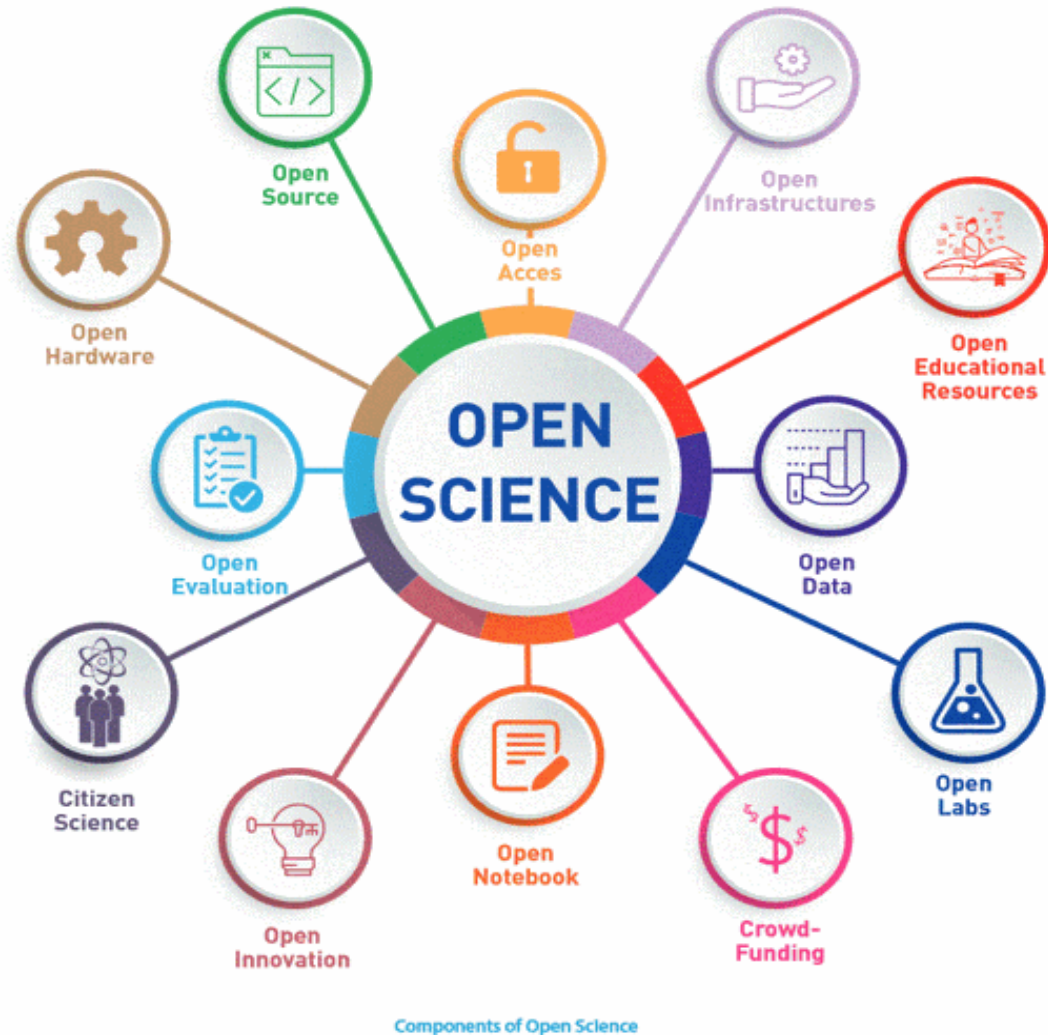 Open
Source
Open
Acces
Open
Infrastructures
Open
Hardware
Open
Educational
Resources
OPEN
SCIENCE
Open
Evaluation
Open
Data
Citizen
Science
Open
Innovation
Open
Notebook
Crowd-
Funding
Open
Labs
Components of Open Science